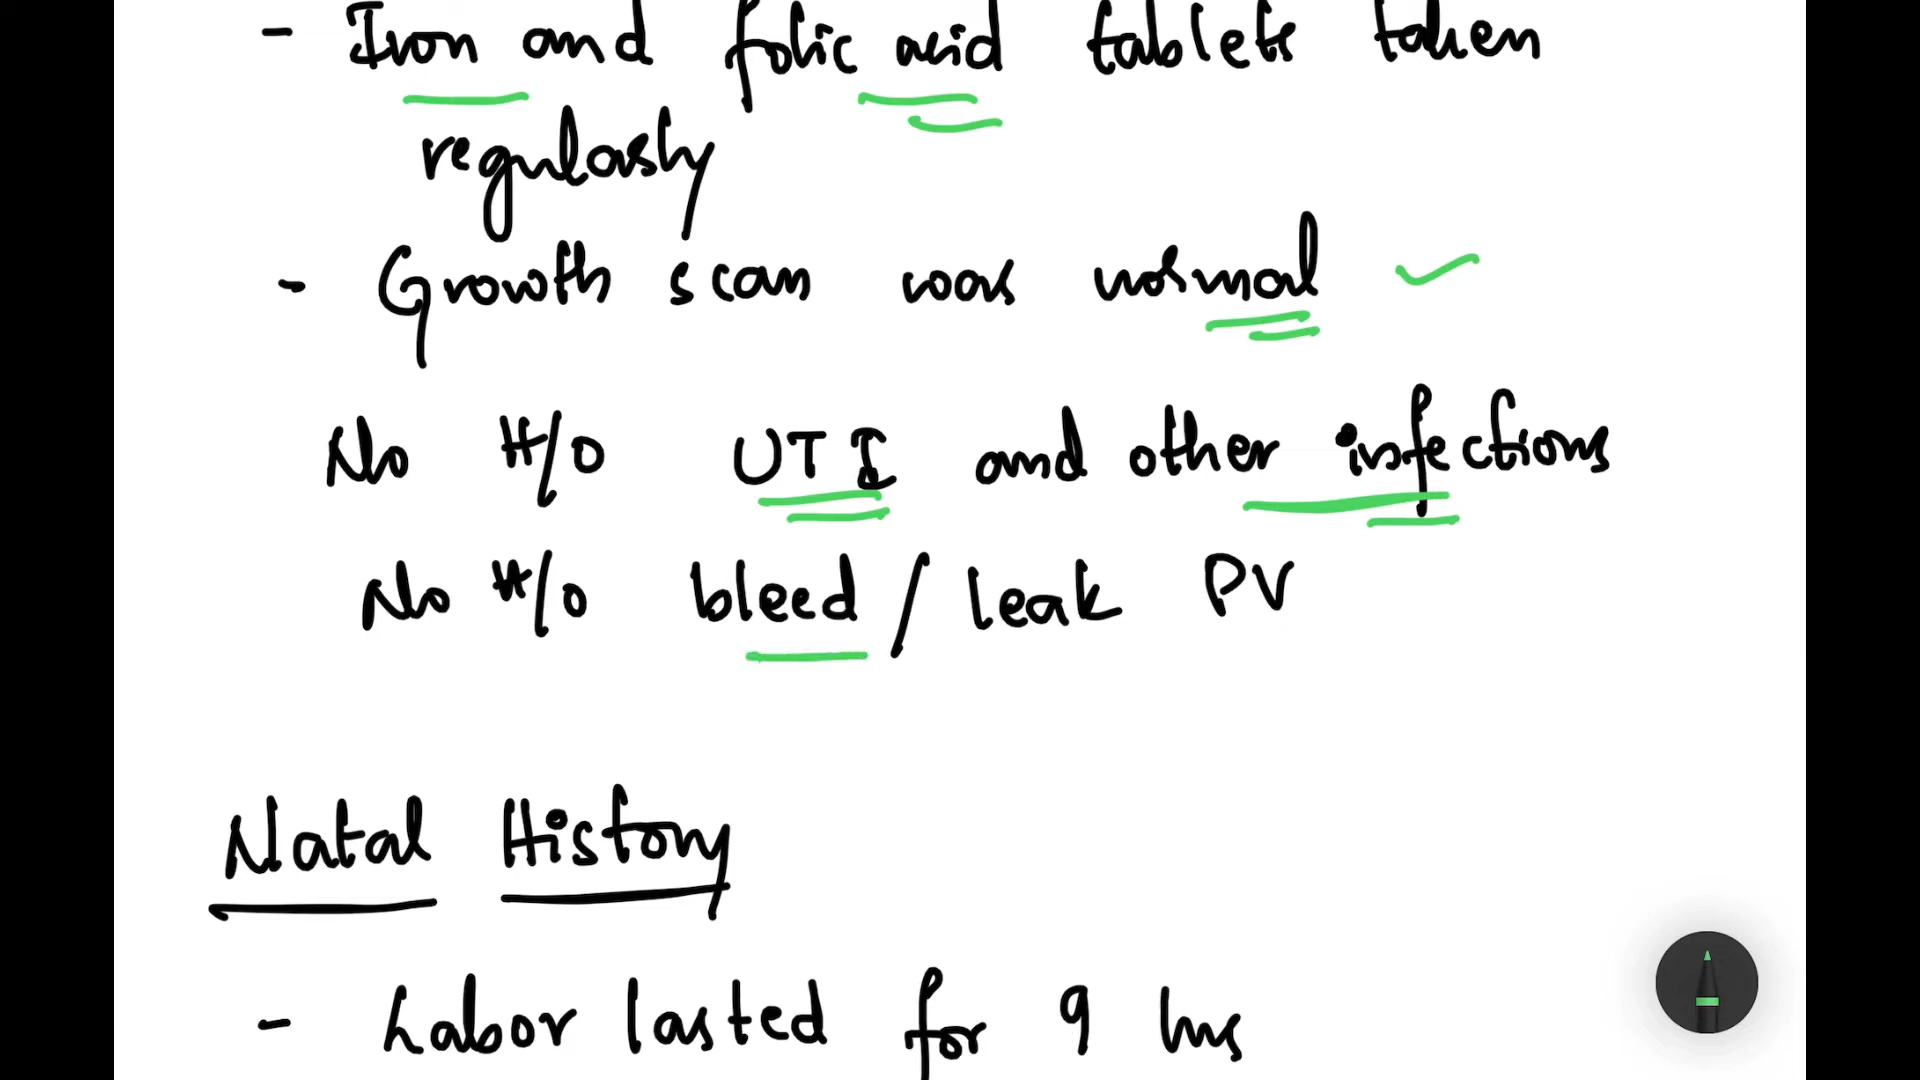 - Iron and folic acid tablets taken
regularly
- Growth scan was normal
No H/O UTI and other infections
No H/O bleed / leak PV
Natal History
- Labor lasted for 9 hrs